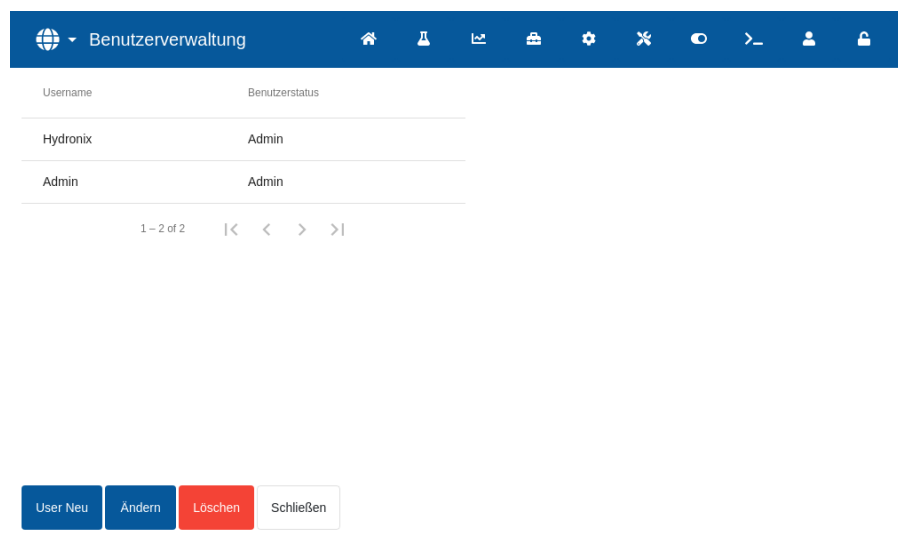 Benutzerverwaltung
Username Benutzerstatus
Hydronix Admin
Admin Admin
1 – 2 of 2
User Neu Ändern Löschen Schließen